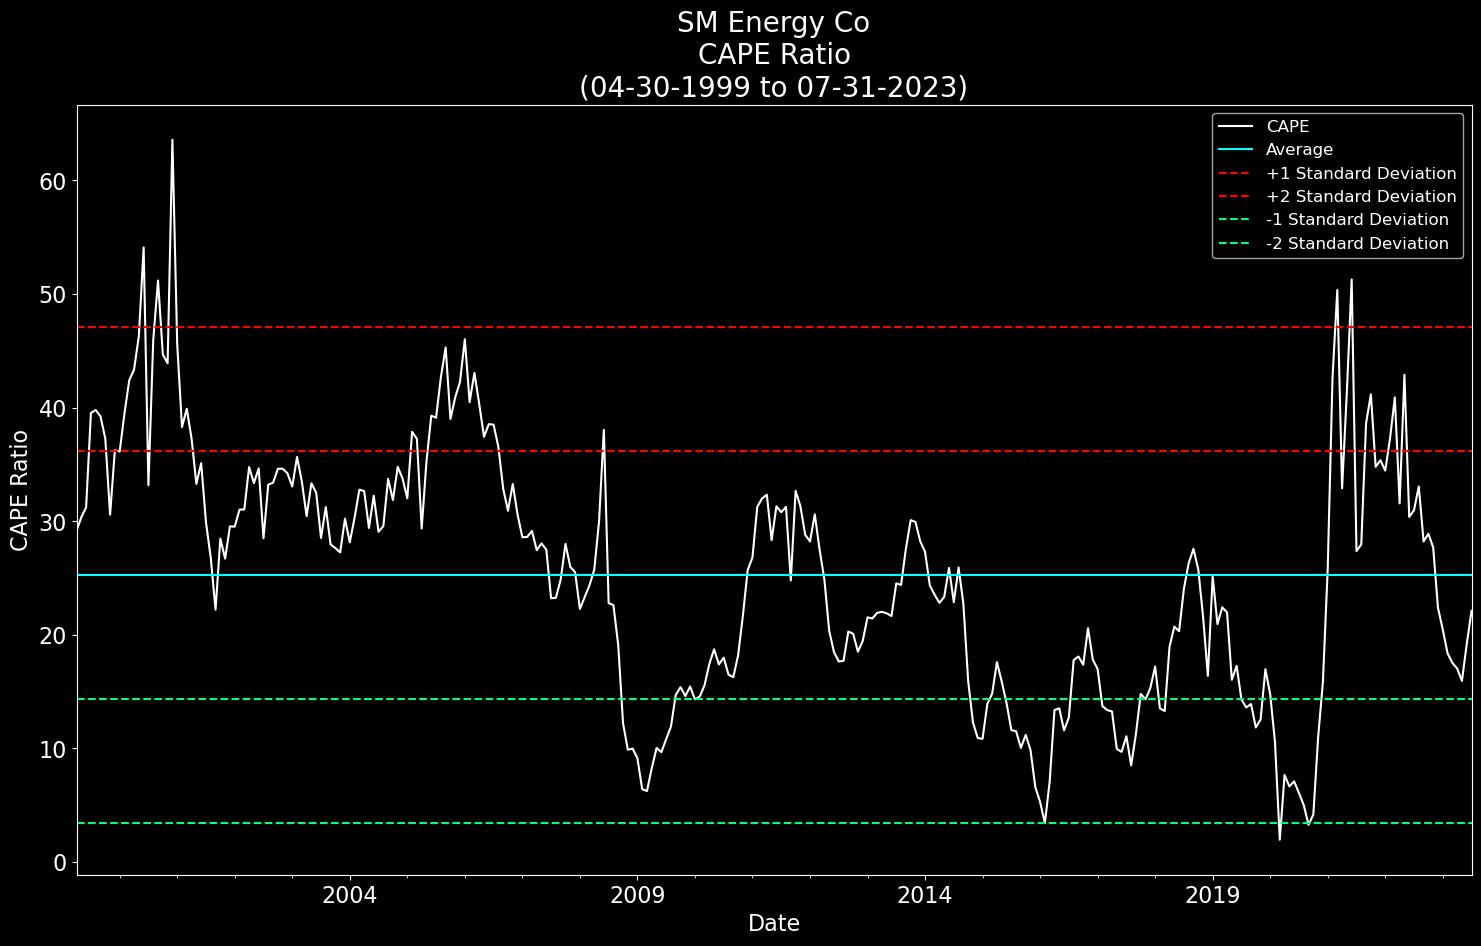 SM Energy Co
CAPE Ratio
(04-30-1999 to 07-31-2023)
CAPE
Average
+1 Standard Deviation
+2 Standard Deviation
-1 Standard Deviation
-2 Standard Deviation
CAPE Ratio
60
50
40
30
20
10
0
2004
2009
2014
2019
Date